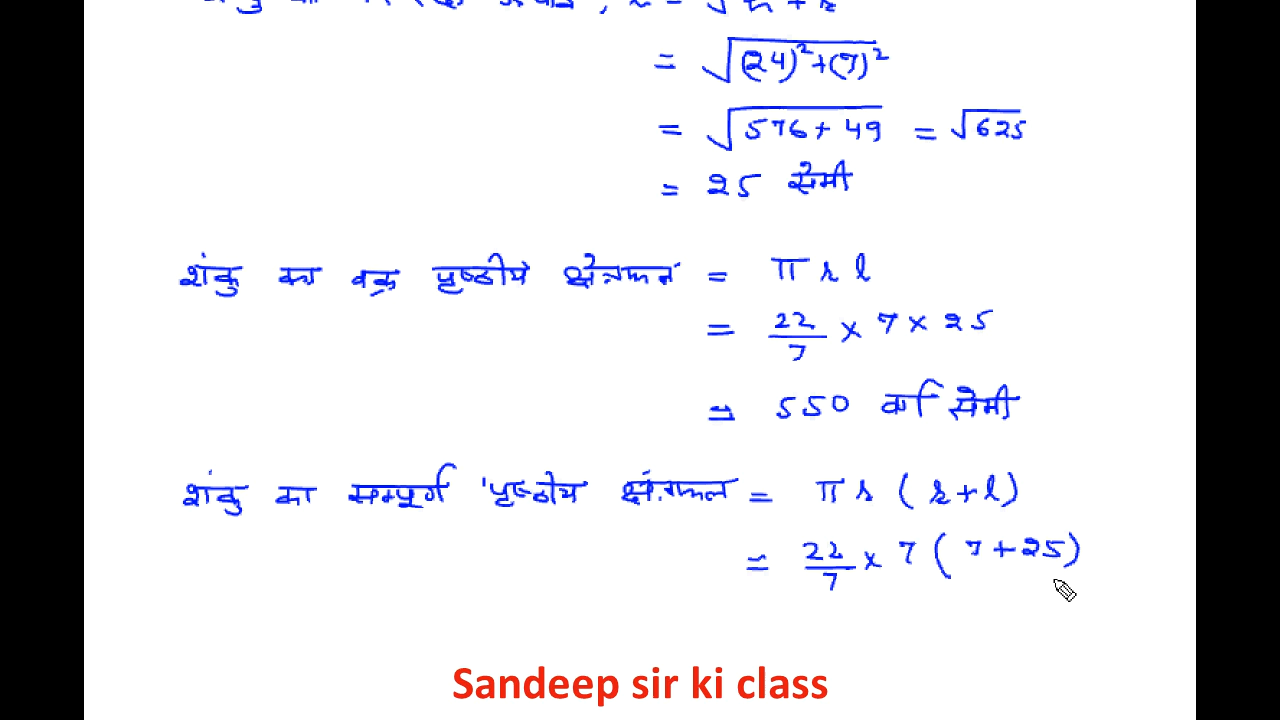 = √(24)²+(7)²
= √576+49 = √625
= 25 सेमी
शंकु का वक्र पृष्ठीय क्षेत्रफल = π r l
= 22/7 × 7 × 25
= 550 वर्ग सेमी
शंकु का सम्पूर्ण पृष्ठीय क्षेत्रफल = π r ( r + l )
= 22/7 × 7 ( 7 + 25 )
Sandeep sir ki class